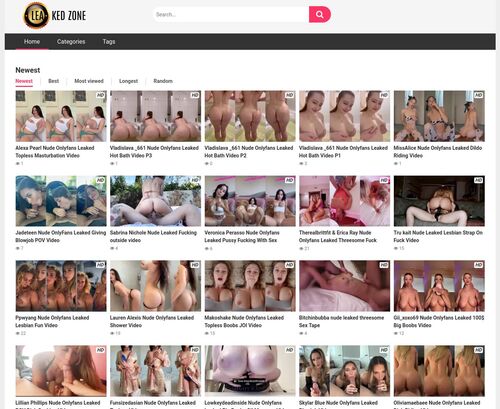 LEA KED ZONE
Search...
Home
Categories
Tags
Newest
Newest
Best
Most viewed
Longest
Random
HD
HD
HD
HD
HD
Alexa Pearl Nude Onlyfans Leaked
Topless Masturbation Video
1
Vladislava _661 Nude Onlyfans Leaked
Hot Bath Video P3
1
Vladislava _661 Nude Onlyfans Leaked
Hot Bath Video P2
0
Vladislava _661 Nude Onlyfans Leaked
Hot Bath Video P1
3
MissAlice Nude Onlyfans Leaked Dildo
Riding Video
1
HD
HD
HD
HD
HD
Jadeteen Nude OnlyFans Leaked Giving
Blowjob POV Video
7
Sabrina Nichole Nude Leaked Fucking
outside video
4
Veronica Perasso Nude Onlyfans
Leaked Pussy Fucking With Sex
6
Therealbrittfit & Erica Ray Nude
Onlyfans Leaked Threesome Fuck
21
Tru kait Nude Leaked Lesbian Strap On
Fuck Video
15
HD
HD
HD
HD
HD
Ppwyang Nude Onlyfans Leaked
Lesbian Fun Video
22
Lauren Alexis Nude Onlyfans Leaked
Shower Video
19
Makoshake Nude Onlyfans Leaked
Topless Boobs JOI Video
13
Bitchinbubba nude leaked threesome
Sex Tape
4
Gii_xoxo69 Nude Onlyfans Leaked 100$
Big Boobs Video
12
HD
HD
HD
HD
HD
Lillian Phillips Nude Onlyfans Leaked
Funsizedasian Nude Onlyfans Leaked
Lowkeydeadinside Nude Onlyfans
Skylar Blue Nude Onlyfans Leaked
Oliviamaebaee Nude Onlyfans Leaked